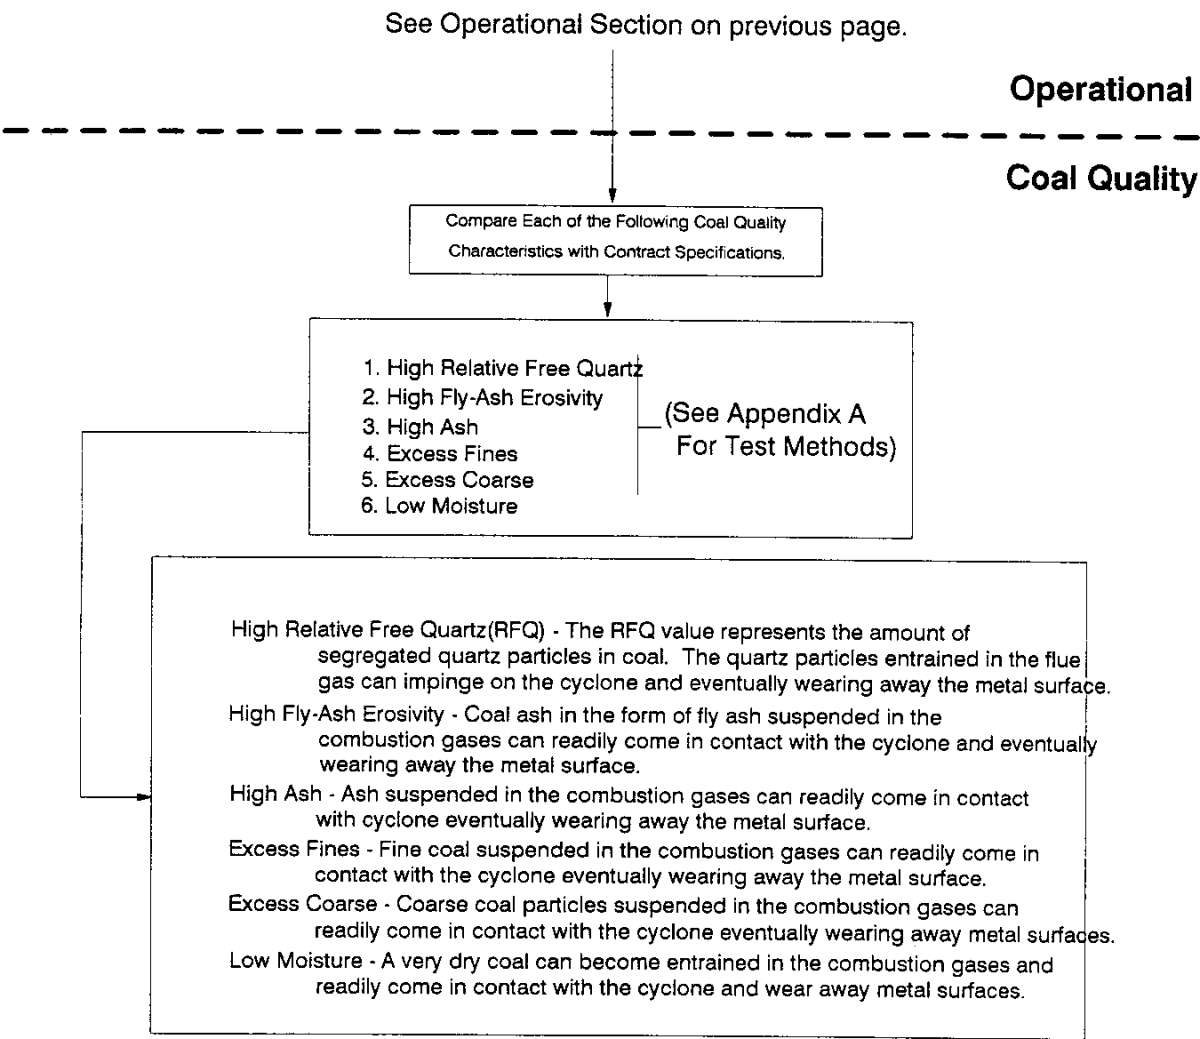 See Operational Section on previous page.
Operational
Coal Quality
Compare Each of the Following Coal Quality
Characteristics with Contract Specifications.
1. High Relative Free Quartz
2. High Fly-Ash Erosivity
3. High Ash
4. Excess Fines
5. Excess Coarse
6. Low Moisture
(See Appendix A
For Test Methods)
High Relative Free Quartz(RFQ) - The RFQ value represents the amount of
segregated quartz particles in coal. The quartz particles entrained in the flue
gas can impinge on the cyclone and eventually wearing away the metal surface.
High Fly-Ash Erosivity - Coal ash in the form of fly ash suspended in the
combustion gases can readily come in contact with the cyclone and eventually
wearing away the metal surface.
High Ash - Ash suspended in the combustion gases can readily come in contact
with cyclone eventually wearing away the metal surface.
Excess Fines - Fine coal suspended in the combustion gases can readily come in
contact with the cyclone eventually wearing away the metal surface.
Excess Coarse - Coarse coal particles suspended in the combustion gases can
readily come in contact with the cyclone eventually wearing away metal surfaces.
Low Moisture - A very dry coal can become entrained in the combustion gases and
readily come in contact with the cyclone and wear away metal surfaces.